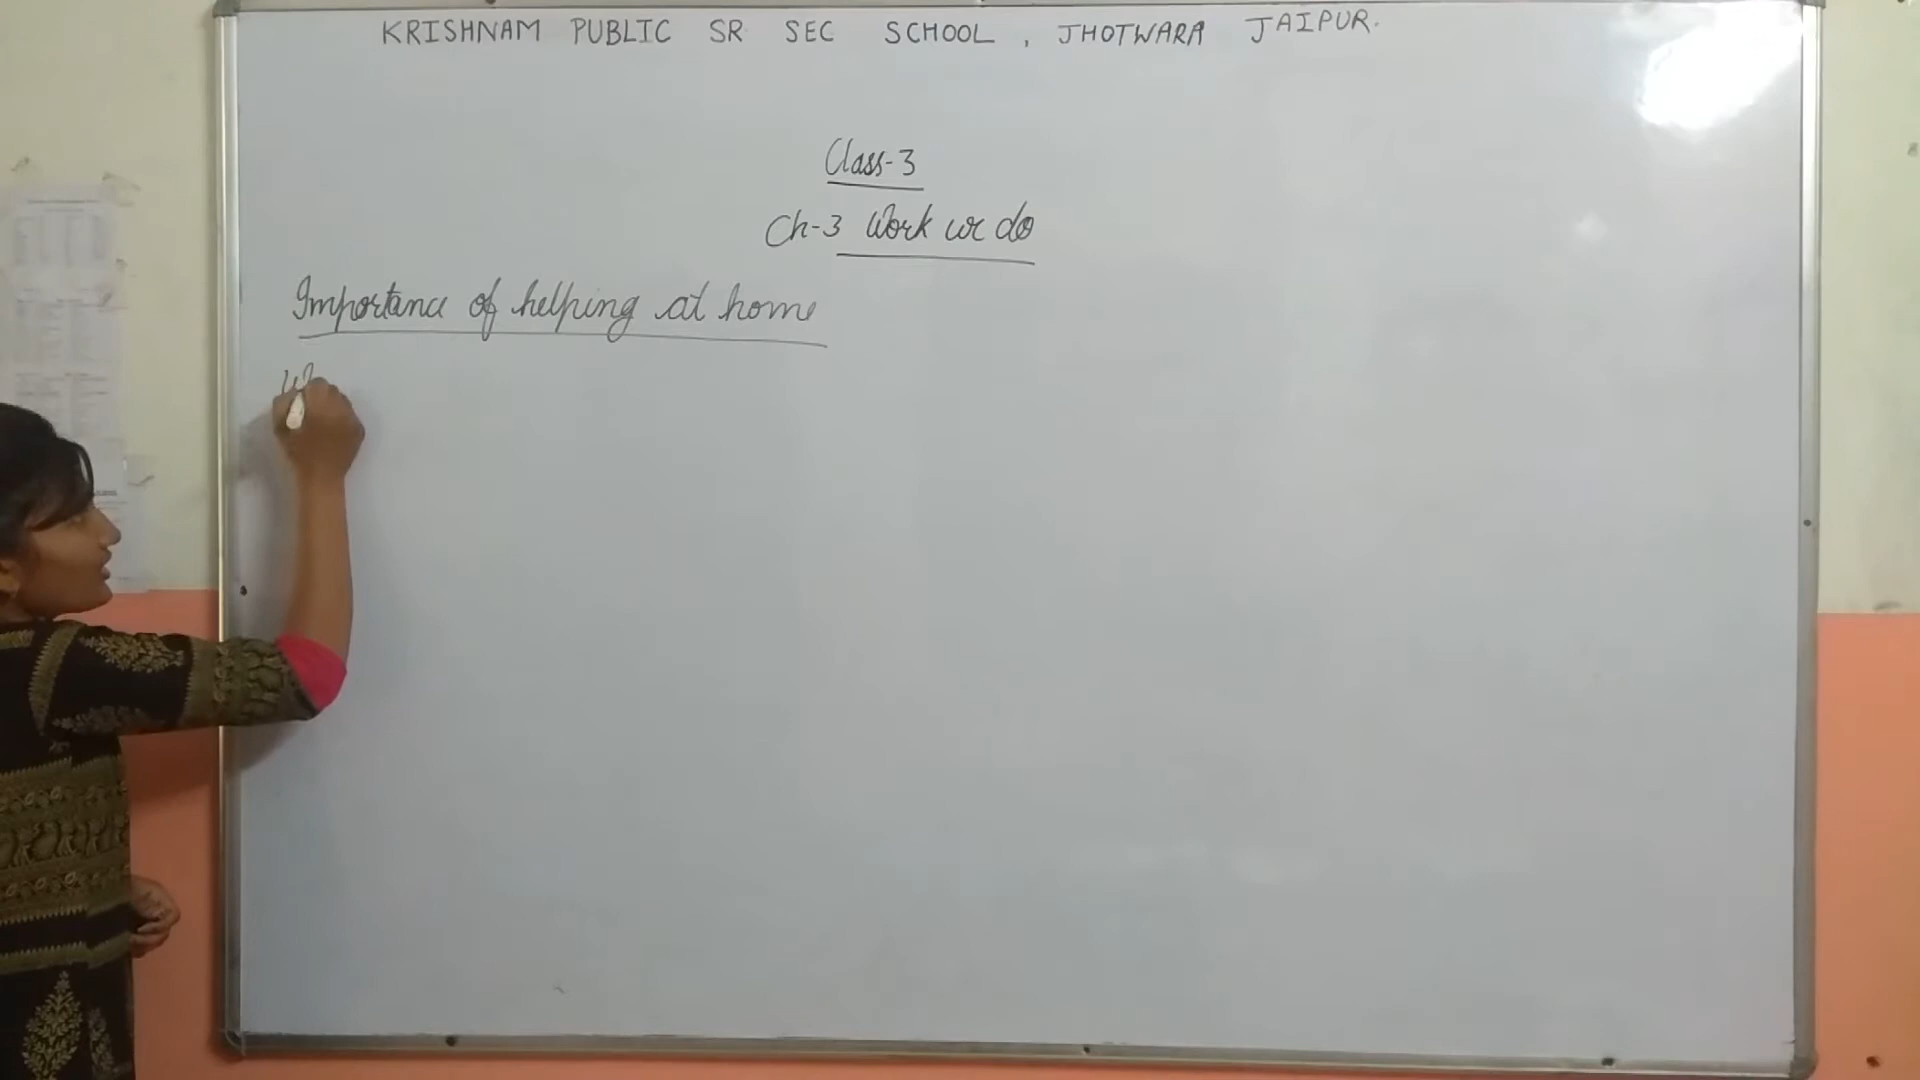 KRISHNAM PUBLIC SR SEC SCHOOL , JHOTWARA JAIPUR.
Class-3
Ch-3 Work we do
Importance of helping at home